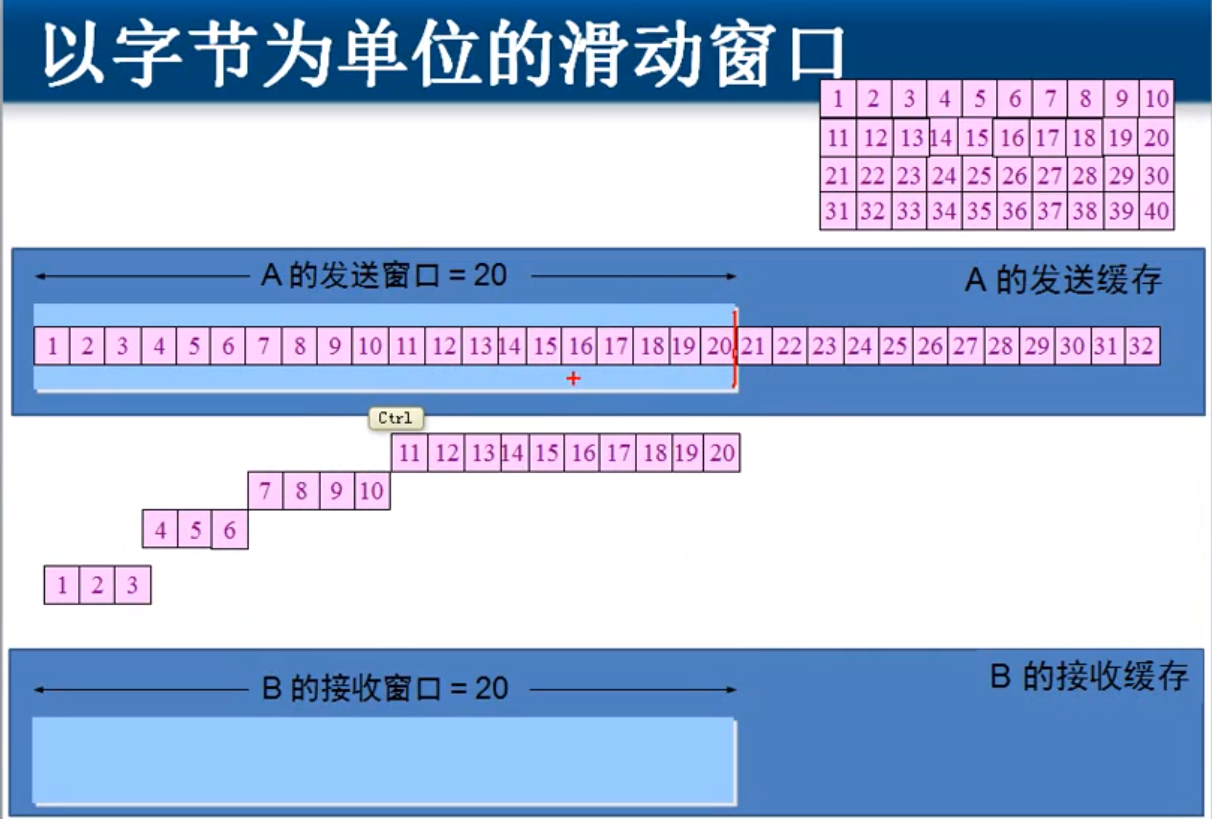 以字节为单位的滑动窗口
1 2 3 4 5 6 7 8 9 10
11 12 13 14 15 16 17 18 19 20
21 22 23 24 25 26 27 28 29 30
31 32 33 34 35 36 37 38 39 40
A 的发送窗口 = 20
A 的发送缓存
1 2 3 4 5 6 7 8 9 10 11 12 13 14 15 16 17 18 19 20 21 22 23 24 25 26 27 28 29 30 31 32
Ctrl
11 12 13 14 15 16 17 18 19 20
7 8 9 10
4 5 6
1 2 3
B 的接收窗口 = 20
B 的接收缓存